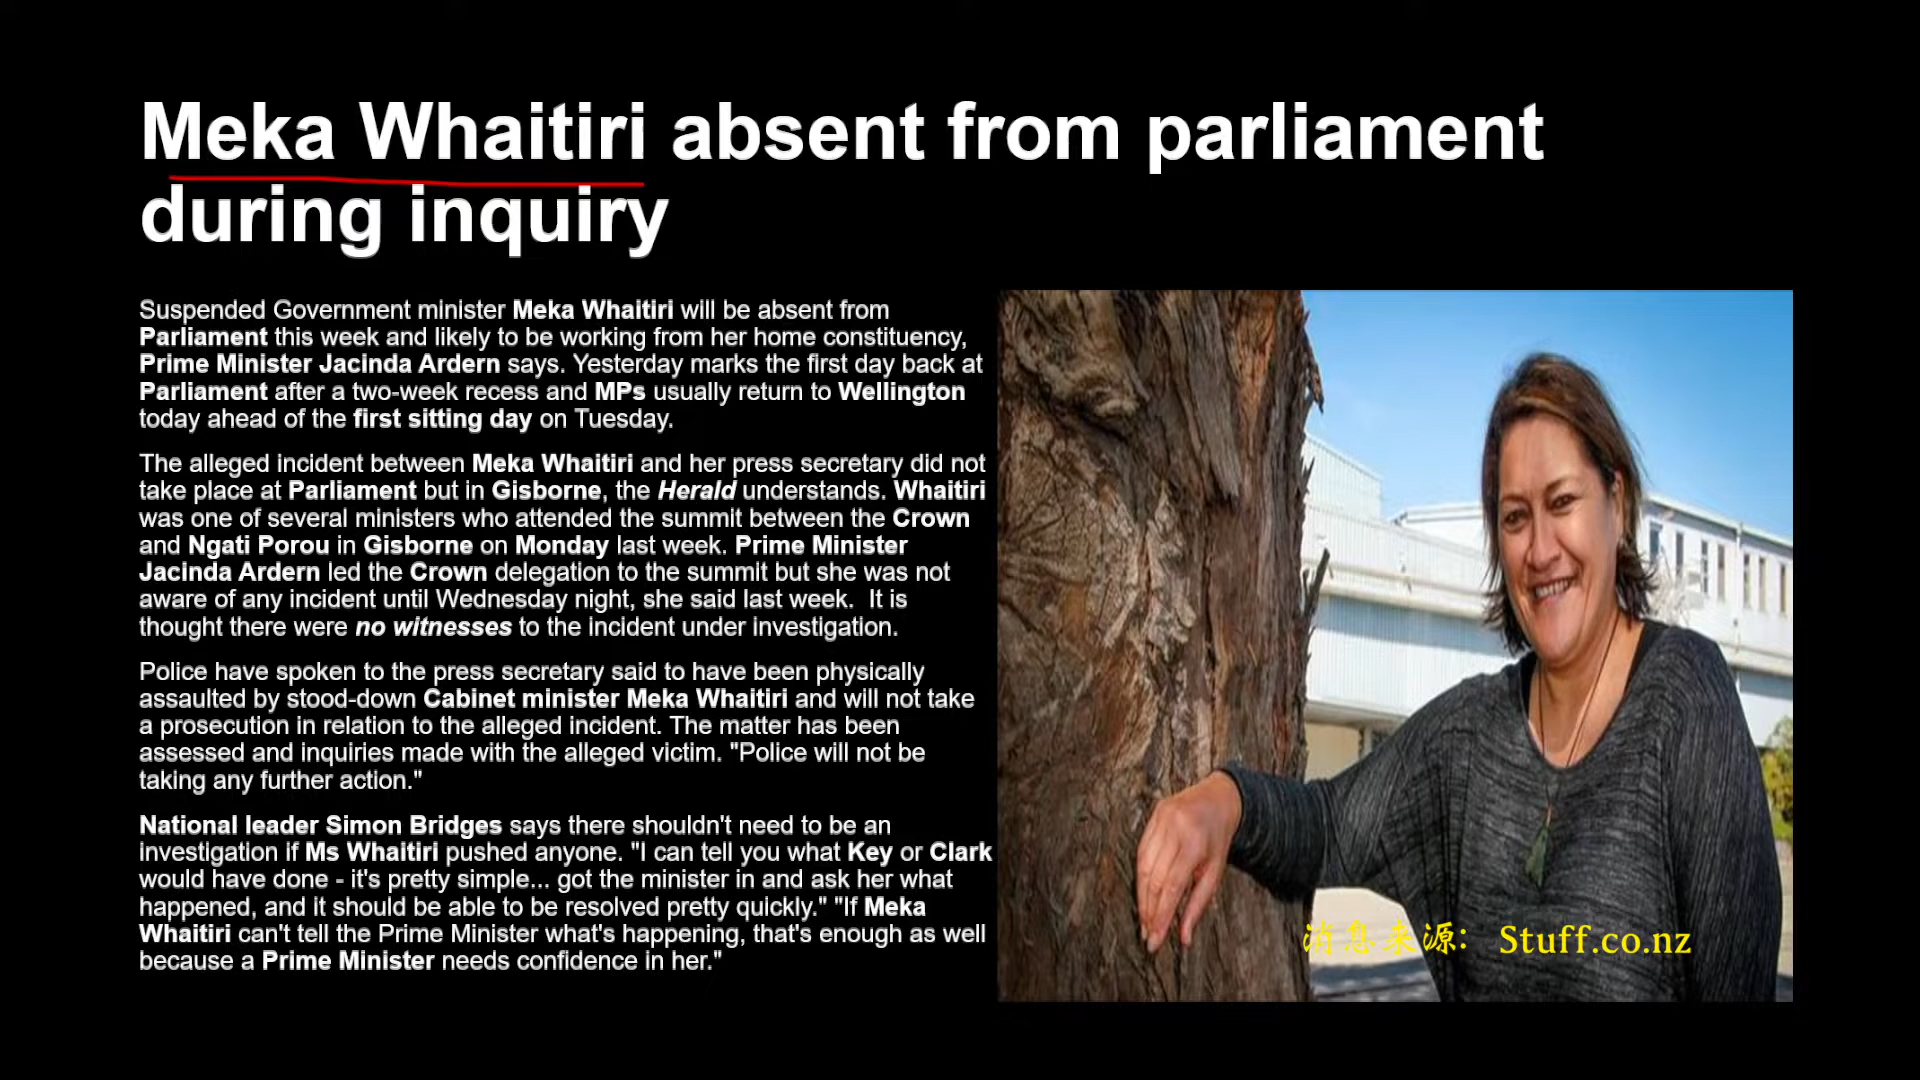 Meka Whaitiri absent from parliament
during inquiry
Suspended Government minister Meka Whaitiri will be absent from
Parliament this week and likely to be working from her home constituency,
Prime Minister Jacinda Ardern says. Yesterday marks the first day back at
Parliament after a two-week recess and MPs usually return to Wellington
today ahead of the first sitting day on Tuesday.
The alleged incident between Meka Whaitiri and her press secretary did not
take place at Parliament but in Gisborne, the Herald understands. Whaitiri
was one of several ministers who attended the summit between the Crown
and Ngati Porou in Gisborne on Monday last week. Prime Minister
Jacinda Ardern led the Crown delegation to the summit but she was not
aware of any incident until Wednesday night, she said last week.  It is
thought there were no witnesses to the incident under investigation.
Police have spoken to the press secretary said to have been physically
assaulted by stood-down Cabinet minister Meka Whaitiri and will not take
a prosecution in relation to the alleged incident. The matter has been
assessed and inquiries made with the alleged victim. "Police will not be
taking any further action."
National leader Simon Bridges says there shouldn't need to be an
investigation if Ms Whaitiri pushed anyone. "I can tell you what Key or Clark
would have done - it's pretty simple... got the minister in and ask her what
happened, and it should be able to be resolved pretty quickly." "If Meka
Whaitiri can't tell the Prime Minister what's happening, that's enough as well
because a Prime Minister needs confidence in her."
消息来源: Stuff.co.nz